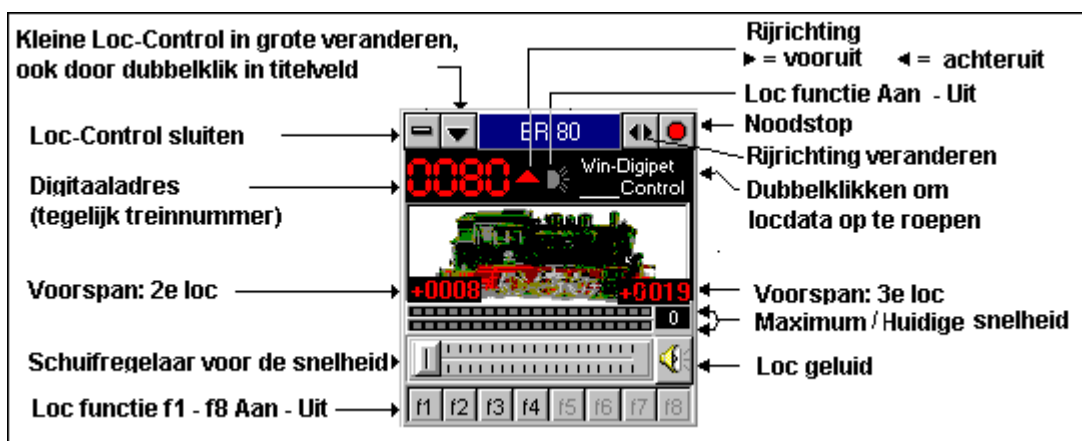 Kleine Loc-Control in grote veranderen,
ook door dubbelklik in titelveld
Rijrichting
= vooruit = achteruit
Loc functie Aan - Uit
Loc-Control sluiten
BR 80
Noodstop
Rijrichting veranderen
Digitaaladres
(tegelijk treinnummer)
0080
Win-Digipet
____Control
Dubbelklikken om
locdata op te roepen
Voorspan: 2e loc
+0008
+0019
Voorspan: 3e loc
0
Maximum / Huidige snelheid
Schuifregelaar voor de snelheid
Loc geluid
Loc functie f1 - f8 Aan - Uit
f1 f2 f3 f4 f5 f6 f7 f8